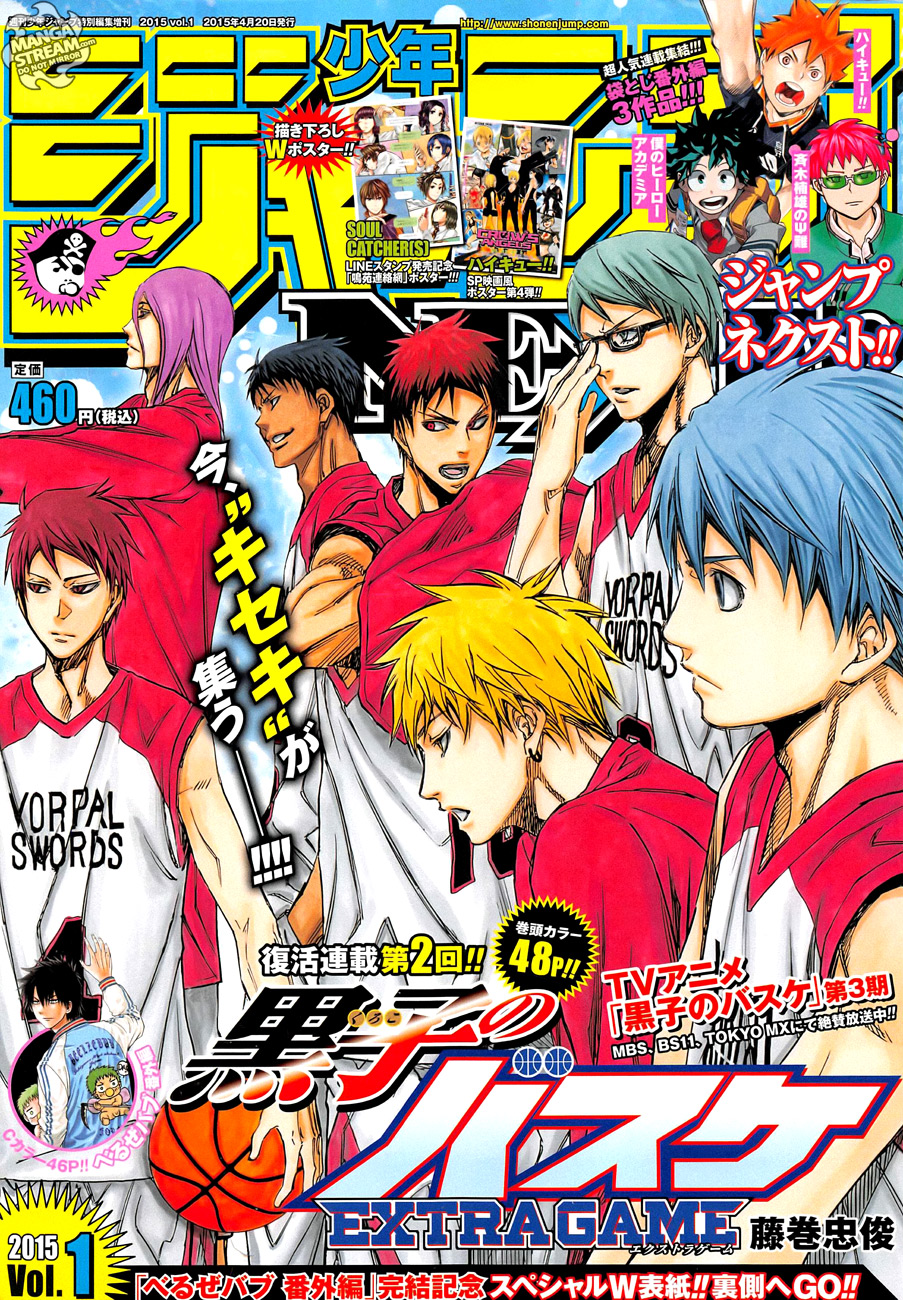 週刊少年ジャンプ特別編集増刊 2015 vol.1 2015年4月20日発行
http://www.shonenjump.com/
MANGA
STREAM.com
DO NOT MIRROR!
少年
ジャンプ
NEXT
ジャンプ
ネクスト!!
超人気連載集結!!!
袋とじ番外編
3作品!!!
ハイキュー!!
僕のヒーロー
アカデミア
斉木楠雄のΨ難
描き下ろし
Wポスター!!
SOUL
CATCHER(S)
LINEスタンプ発売記念
「鳴苑連絡網」ポスター!!!
CROW'S
ANGELS
ハイキュー!!
SP映画風
ポスター第4弾!!
定価
460円(税込)
今、"キセキ"が
集う――!!!!
VORPAL
SWORDS
VORPAL
SWORDS
復活連載第2回!!
巻頭カラー
48P!!
TVアニメ
「黒子のバスケ」第3期
MBS、BS11、TOKYO MXにて絶賛放送中!!
黒子の
くろこ
バスケ
EXTRA GAME
エクストラゲーム
藤巻忠俊
Cカラー46P!!
べるぜバブ 番外編
2015
Vol.1
「べるぜバブ 番外編」完結記念 スペシャルW表紙!!裏側へGO!!